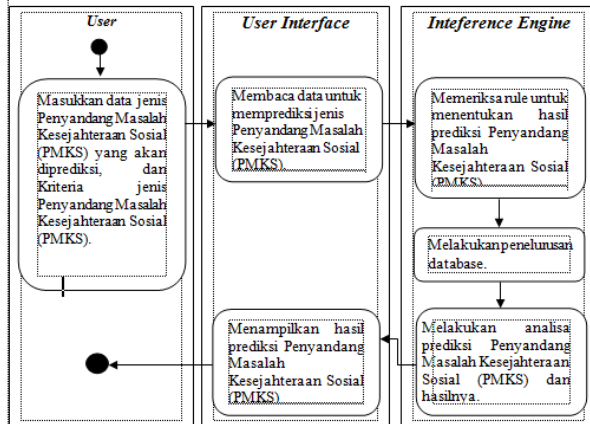 User
User Interface
Inteference Engine
Masukkan data jenis
Penyandang Masalah
Kesejahteraan Sosial
(PMKS) yang akan
diprediksi, dan
Kriteria jenis
Penyandang Masalah
Kesejahteraan Sosial
(PMKS).
Membaca data untuk
memprediksi jenis
Penyandang Masalah
Kesejahteraan Sosial
(PMKS).
Memeriksa rule untuk
menentukan hasil
prediksi Penyandang
Masalah
Kesejahteraan Sosial
(PMKS)
Melakukan penelurusan
database.
Melakukan analisa
prediksi Penyandang
Masalah Kesejahteraan
Sosial (PMKS) dan
hasilnya.
Menampilkan hasil
prediksi Penyandang
Masalah
Kesejahteraan Sosial
(PMKS)